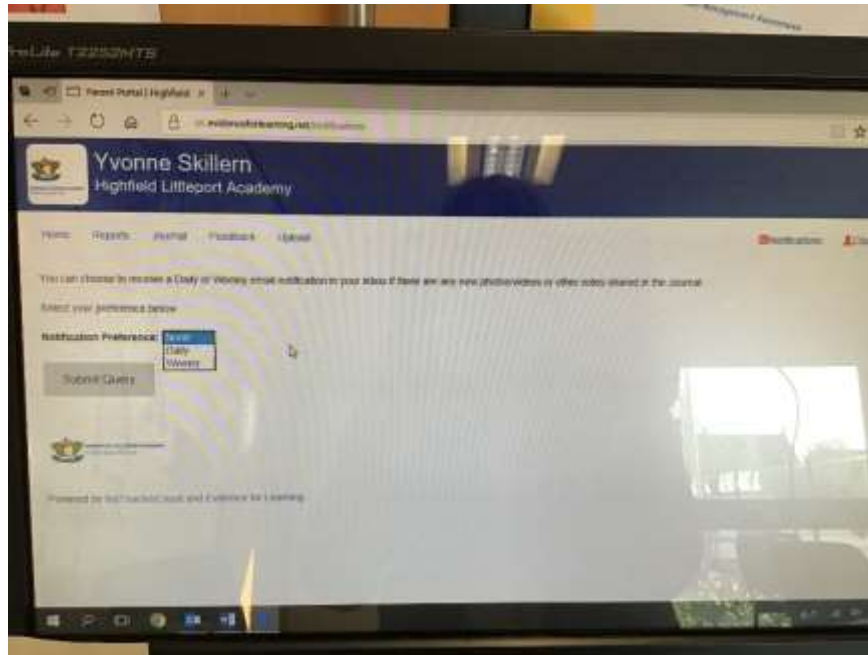 ProLite T2252MTS
Parent Portal | Highfield
Yvonne Skillern
Highfield Littleport Academy
Home Reports Journal Feedback Upload
Notifications
You can choose to receive a Daily or Weekly email notification to your inbox if there are any new photos/videos or other notes shared in the Journal.
Select your preference below
Notification Preference: None
Daily
Weekly
Submit Query
Powered by and Evidence for Learning